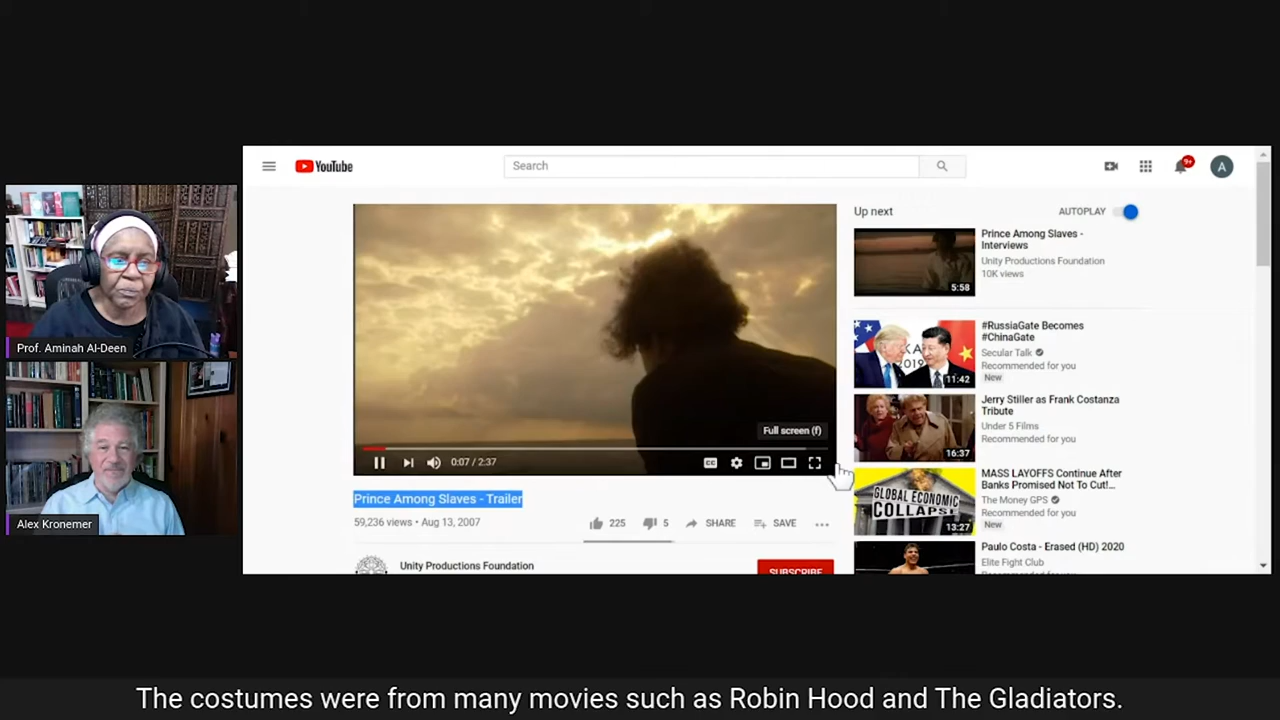 YouTube
Search
9+
A
Prof. Aminah Al-Deen
Alex Kronemer
Full screen (f)
0:07 / 2:37
CC
Prince Among Slaves - Trailer
59,236 views • Aug 13, 2007
225
5
SHARE
SAVE
Unity Productions Foundation
SUBSCRIBE
Up next
AUTOPLAY
5:58
Prince Among Slaves -
Interviews
Unity Productions Foundation
10K views
2019
11:42
#RussiaGate Becomes
#ChinaGate
Secular Talk
Recommended for you
New
16:37
Jerry Stiller as Frank Costanza
Tribute
Under 5 Films
Recommended for you
GLOBAL ECONOMIC
COLLAPSE
13:27
MASS LAYOFFS Continue After
Banks Promised Not To Cut!...
The Money GPS
Recommended for you
New
Paulo Costa - Erased (HD) 2020
Elite Fight Club
The costumes were from many movies such as Robin Hood and The Gladiators.